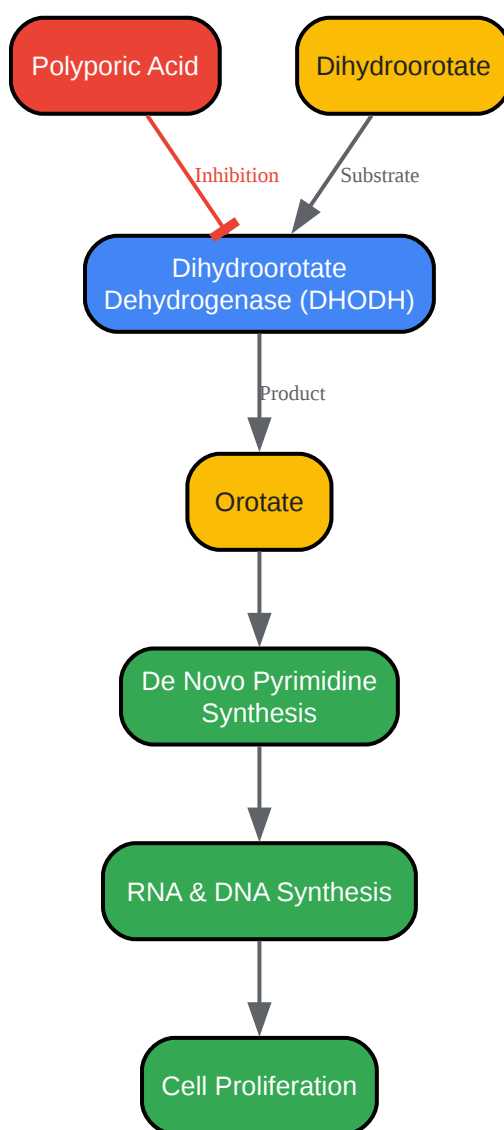 Polyporic Acid
Dihydroorotate
Inhibition
Substrate
Dihydroorotate
Dehydrogenase (DHODH)
Product
Orotate
De Novo Pyrimidine
Synthesis
RNA & DNA Synthesis
Cell Proliferation